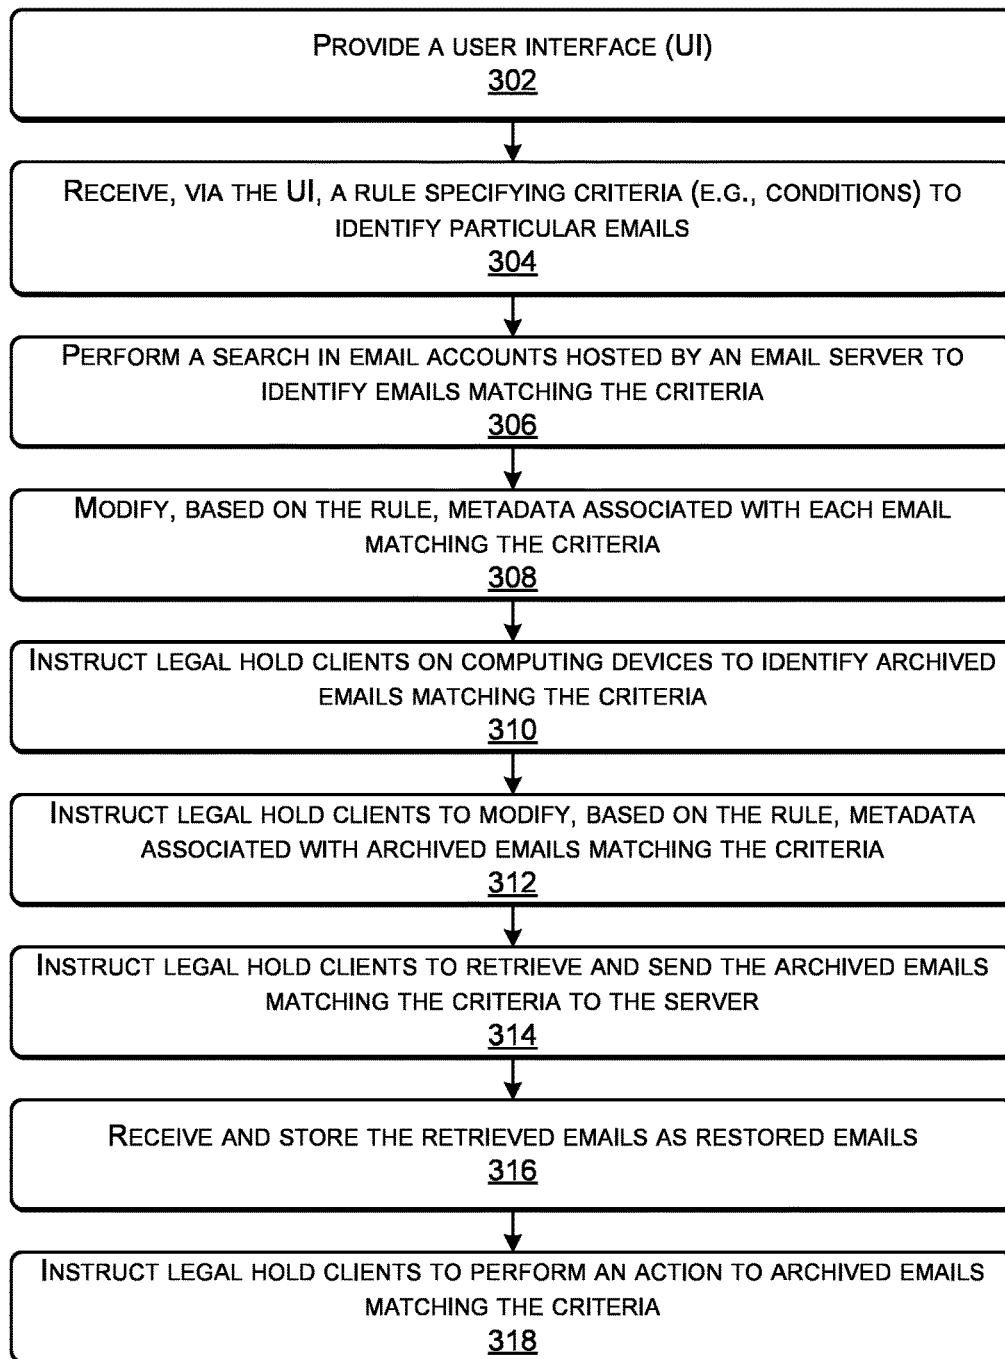 PROVIDE A USER INTERFACE (UI)
302
RECEIVE, VIA THE UI, A RULE SPECIFYING CRITERIA (E.G., CONDITIONS) TO
IDENTIFY PARTICULAR EMAILS
304
PERFORM A SEARCH IN EMAIL ACCOUNTS HOSTED BY AN EMAIL SERVER TO
IDENTIFY EMAILS MATCHING THE CRITERIA
306
MODIFY, BASED ON THE RULE, METADATA ASSOCIATED WITH EACH EMAIL
MATCHING THE CRITERIA
308
INSTRUCT LEGAL HOLD CLIENTS ON COMPUTING DEVICES TO IDENTIFY ARCHIVED
EMAILS MATCHING THE CRITERIA
310
INSTRUCT LEGAL HOLD CLIENTS TO MODIFY, BASED ON THE RULE, METADATA
ASSOCIATED WITH ARCHIVED EMAILS MATCHING THE CRITERIA
312
INSTRUCT LEGAL HOLD CLIENTS TO RETRIEVE AND SEND THE ARCHIVED EMAILS
MATCHING THE CRITERIA TO THE SERVER
314
RECEIVE AND STORE THE RETRIEVED EMAILS AS RESTORED EMAILS
316
INSTRUCT LEGAL HOLD CLIENTS TO PERFORM AN ACTION TO ARCHIVED EMAILS
MATCHING THE CRITERIA
318